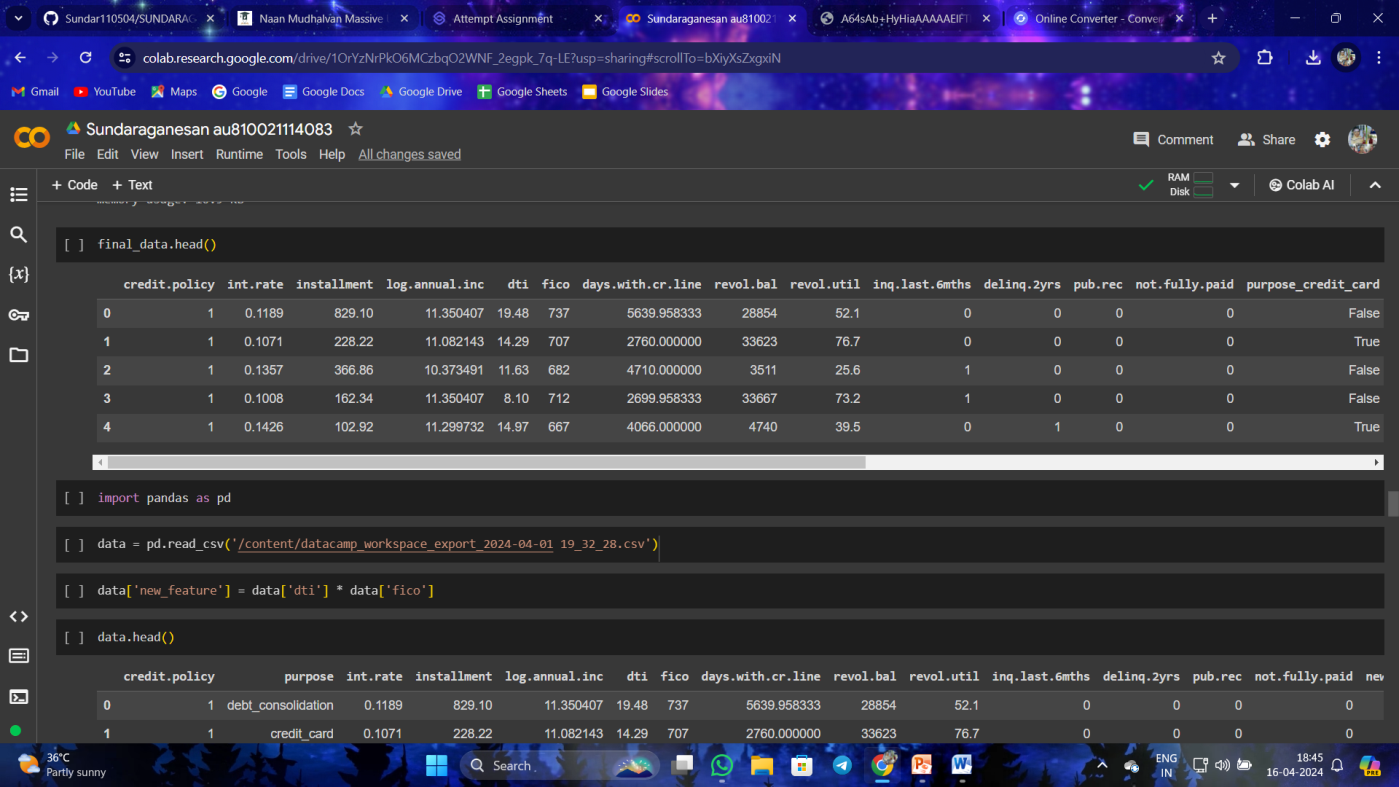 Sundar110504/SUNDARAG
Naan Mudhalvan Massive
Attempt Assignment
Sundaraganesan au810021
A64sAb+HyHiaAAAAAElFT
Online Converter - Conver
colab.research.google.com/drive/1OrYzNrPkO6MCzbqO2WNF_2egpk_7q-LE?usp=sharing#scrollTo=bXiyXsZxgxiN
Gmail YouTube Maps Google Google Docs Google Drive Google Sheets Google Slides
Sundaraganesan au810021114083
Comment Share
File Edit View Insert Runtime Tools Help All changes saved
+ Code + Text
RAM
Disk
Colab AI
[ ] final_data.head()
credit.policy int.rate installment log.annual.inc dti fico days.with.cr.line revol.bal revol.util inq.last.6mths delinq.2yrs pub.rec not.fully.paid purpose_credit_card
0 1 0.1189 829.10 11.350407 19.48 737 5639.958333 28854 52.1 0 0 0 0 False
1 1 0.1071 228.22 11.082143 14.29 707 2760.000000 33623 76.7 0 0 0 0 True
2 1 0.1357 366.86 10.373491 11.63 682 4710.000000 3511 25.6 1 0 0 0 False
3 1 0.1008 162.34 11.350407 8.10 712 2699.958333 33667 73.2 1 0 0 0 False
4 1 0.1426 102.92 11.299732 14.97 667 4066.000000 4740 39.5 0 1 0 0 True
[ ] import pandas as pd
[ ] data = pd.read_csv('/content/datacamp_workspace_export_2024-04-01 19_32_28.csv')
[ ] data['new_feature'] = data['dti'] * data['fico']
[ ] data.head()
credit.policy purpose int.rate installment log.annual.inc dti fico days.with.cr.line revol.bal revol.util inq.last.6mths delinq.2yrs pub.rec not.fully.paid new
0 1 debt_consolidation 0.1189 829.10 11.350407 19.48 737 5639.958333 28854 52.1 0 0 0 0
1 1 credit_card 0.1071 228.22 11.082143 14.29 707 2760.000000 33623 76.7 0 0 0 0
36°C
Partly sunny
Search
ENG
IN
18:45
16-04-2024
PRE